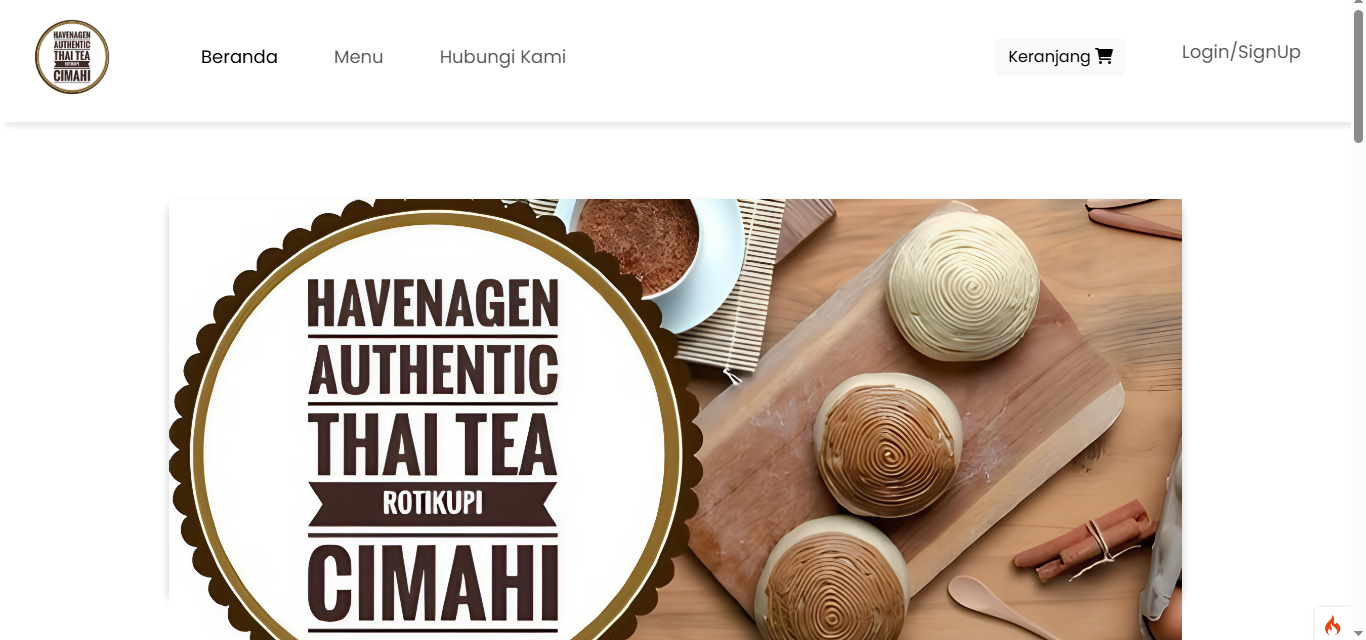 HAVENAGEN
AUTHENTIC
THAI TEA
ROTIKUPI
CIMAHI
Beranda
Menu
Hubungi Kami
Keranjang
Login/SignUp
HAVENAGEN
AUTHENTIC
THAI TEA
ROTIKUPI
CIMAHI